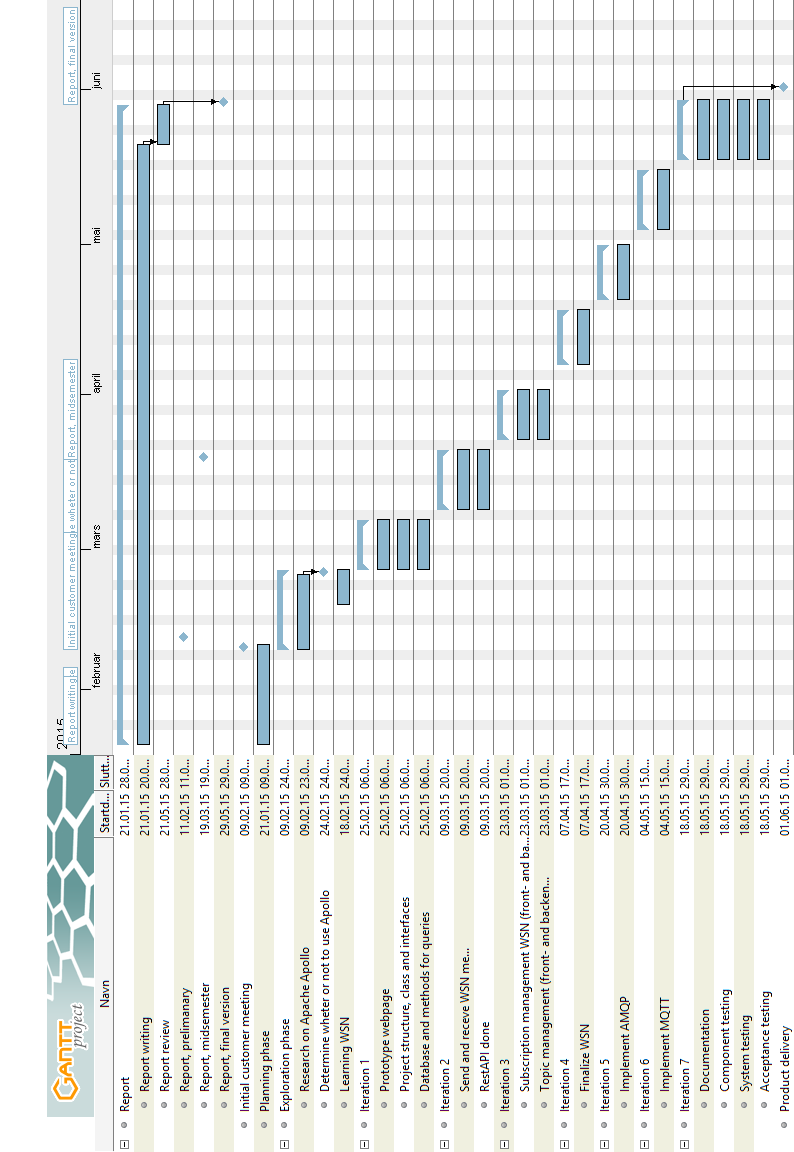 GANTT
project
2015
Report writing
Initial customer meeting
e wheter or not
Report, midsemester
Report, final version
februar
mars
april
mai
juni
Navn Startd... Slutt...
Report 21.01.15 28.0...
Report writing 21.01.15 20.0...
Report review 21.05.15 28.0...
Report, prelimanary 11.02.15 11.0...
Report, midsemester 19.03.15 19.0...
Report, final version 29.05.15 29.0...
Initial customer meeting 09.02.15 09.0...
Planning phase 21.01.15 09.0...
Exploration phase 09.02.15 24.0...
Research on Apache Apollo 09.02.15 23.0...
Determine wheter or not to use Apollo 24.02.15 24.0...
Learning WSN 18.02.15 24.0...
Iteration 1 25.02.15 06.0...
Prototype webpage 25.02.15 06.0...
Project structure, class and interfaces 25.02.15 06.0...
Database and methods for queries 25.02.15 06.0...
Iteration 2 09.03.15 20.0...
Send and receve WSN me... 09.03.15 20.0...
RestAPI done 09.03.15 20.0...
Iteration 3 23.03.15 01.0...
Subscription management WSN (front- and ba... 23.03.15 01.0...
Topic management (front- and backen... 23.03.15 01.0...
Iteration 4 07.04.15 17.0...
Finalize WSN 07.04.15 17.0...
Iteration 5 20.04.15 30.0...
Implement AMQP 20.04.15 30.0...
Iteration 6 04.05.15 15.0...
Implement MQTT 04.05.15 15.0...
Iteration 7 18.05.15 29.0...
Documentation 18.05.15 29.0...
Component testing 18.05.15 29.0...
System testing 18.05.15 29.0...
Acceptance testing 18.05.15 29.0...
Product delivery 01.06.15 01.0...